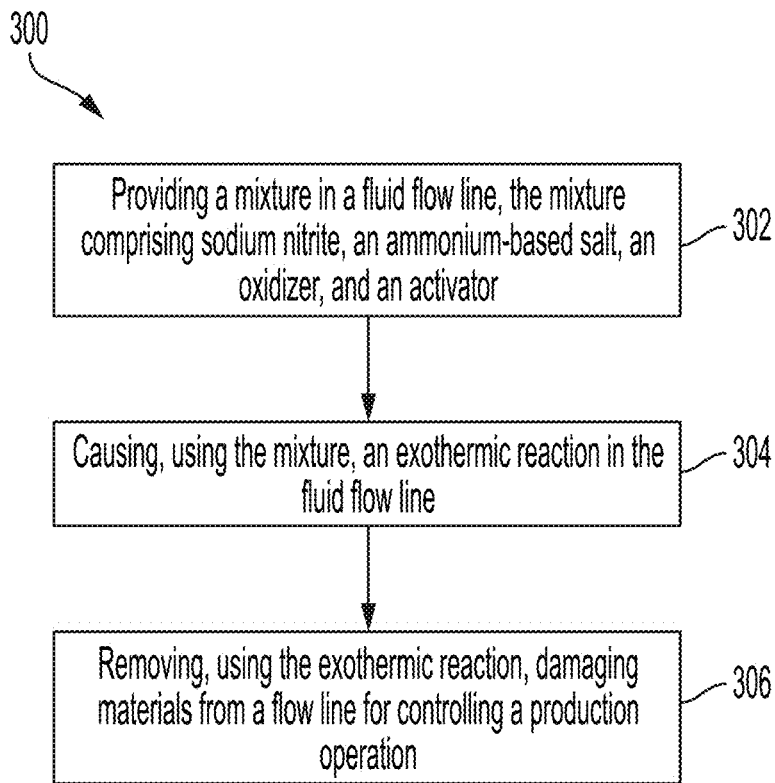 300
Providing a mixture in a fluid flow line, the mixture
comprising sodium nitrite, an ammonium-based salt, an
oxidizer, and an activator
302
Causing, using the mixture, an exothermic reaction in the
fluid flow line
304
Removing, using the exothermic reaction, damaging
materials from a flow line for controlling a production
operation
306